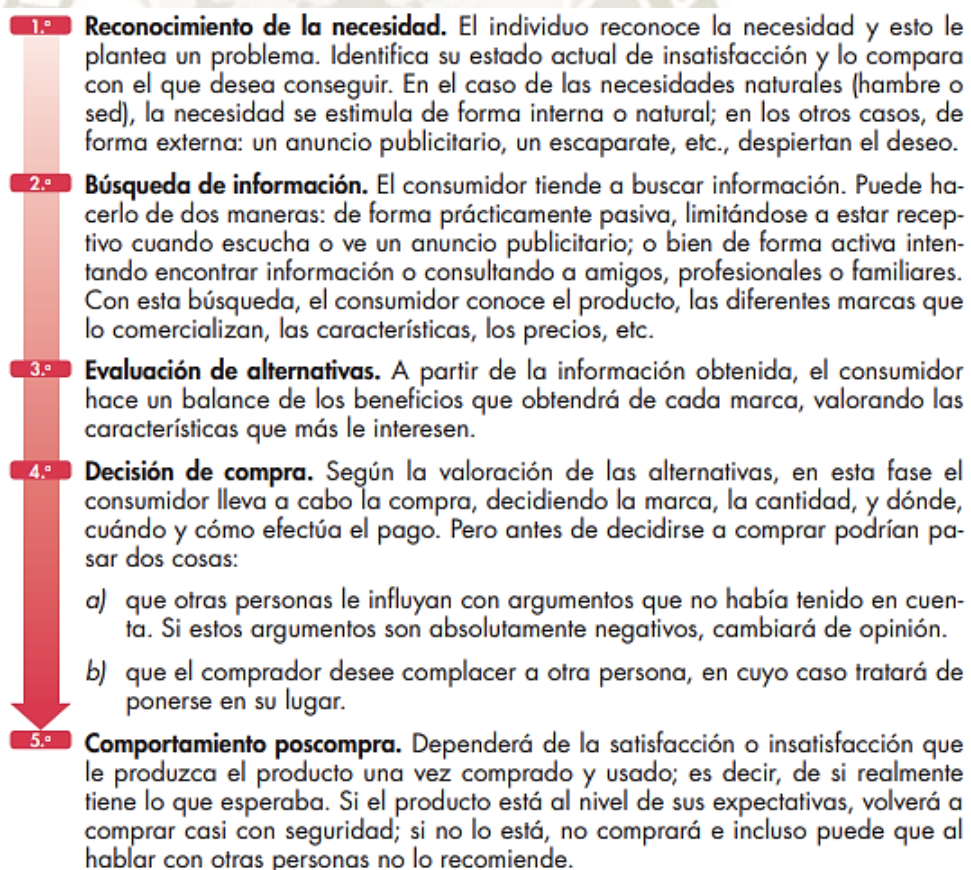 1.ª Reconocimiento de la necesidad. El individuo reconoce la necesidad y esto le
plantea un problema. Identifica su estado actual de insatisfacción y lo compara
con el que desea conseguir. En el caso de las necesidades naturales (hambre o
sed), la necesidad se estimula de forma interna o natural; en los otros casos, de
forma externa: un anuncio publicitario, un escaparate, etc., despiertan el deseo.
2.ª Búsqueda de información. El consumidor tiende a buscar información. Puede ha-
cerlo de dos maneras: de forma prácticamente pasiva, limitándose a estar recep-
tivo cuando escucha o ve un anuncio publicitario; o bien de forma activa inten-
tando encontrar información o consultando a amigos, profesionales o familiares.
Con esta búsqueda, el consumidor conoce el producto, las diferentes marcas que
lo comercializan, las características, los precios, etc.
3.ª Evaluación de alternativas. A partir de la información obtenida, el consumidor
hace un balance de los beneficios que obtendrá de cada marca, valorando las
características que más le interesen.
4.ª Decisión de compra. Según la valoración de las alternativas, en esta fase el
consumidor lleva a cabo la compra, decidiendo la marca, la cantidad, y dónde,
cuándo y cómo efectúa el pago. Pero antes de decidirse a comprar podrían pa-
sar dos cosas:
a) que otras personas le influyan con argumentos que no había tenido en cuen-
ta. Si estos argumentos son absolutamente negativos, cambiará de opinión.
b) que el comprador desee complacer a otra persona, en cuyo caso tratará de
ponerse en su lugar.
5.ª Comportamiento poscompra. Dependerá de la satisfacción o insatisfacción que
le produzca el producto una vez comprado y usado; es decir, de si realmente
tiene lo que esperaba. Si el producto está al nivel de sus expectativas, volverá a
comprar casi con seguridad; si no lo está, no comprará e incluso puede que al
hablar con otras personas no lo recomiende.